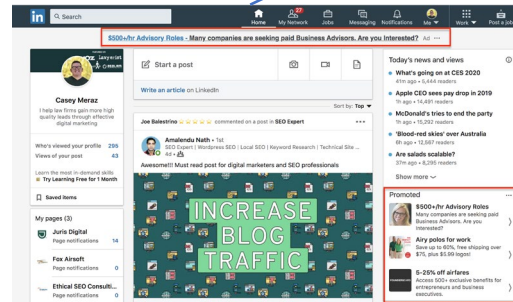 in
Search
Home
27
My Network
Jobs
Messaging
Notifications
Me
Work
Post a job
$500+/hr Advisory Roles - Many companies are seeking paid Business Advisors. Are you Interested? Ad ...
Casey Meraz
I help law firms gain more high
quality leads through effective
digital marketing
Who's viewed your profile 295
Views of your post 43
Learn the most in-demand skills
Try Learning Free for 1 Month
Saved items
My pages (3)
Juris Digital
Page notifications 14
Fox Airsoft
Page notifications 0
Ethical SEO Consulti...
Page notifications 0
Start a post
Write an article on LinkedIn
Sort by: Top
Joe Balestrino commented on a post in SEO Expert
Amalendu Nath • 1st
SEO Expert | Wordpress SEO | Local SEO | Keyword Research | Technical Site ...
4d
Awesome!!! Must read post for digital marketers and SEO professionals
INCREASE
BLOG
TRAFFIC
Today's news and views
What's going on at CES 2020
41m ago • 5,444 readers
Apple CEO sees pay drop in 2019
1h ago • 14,491 readers
McDonald's tries to end the party
1h ago • 15,292 readers
'Blood-red skies' over Australia
6h ago • 12,587 readers
Are salads scalable?
37m ago • 8,295 readers
Show more
Promoted
$500+/hr Advisory Roles
Many companies are seeking paid
Business Advisors. Are you
Interested?
Airy polos for work
Save up to 60%, free shipping over
$75, plus $5.99 logos!
5-25% off airfares
Access 500+ exclusive benefits for
entrepreneurs and business
executives.